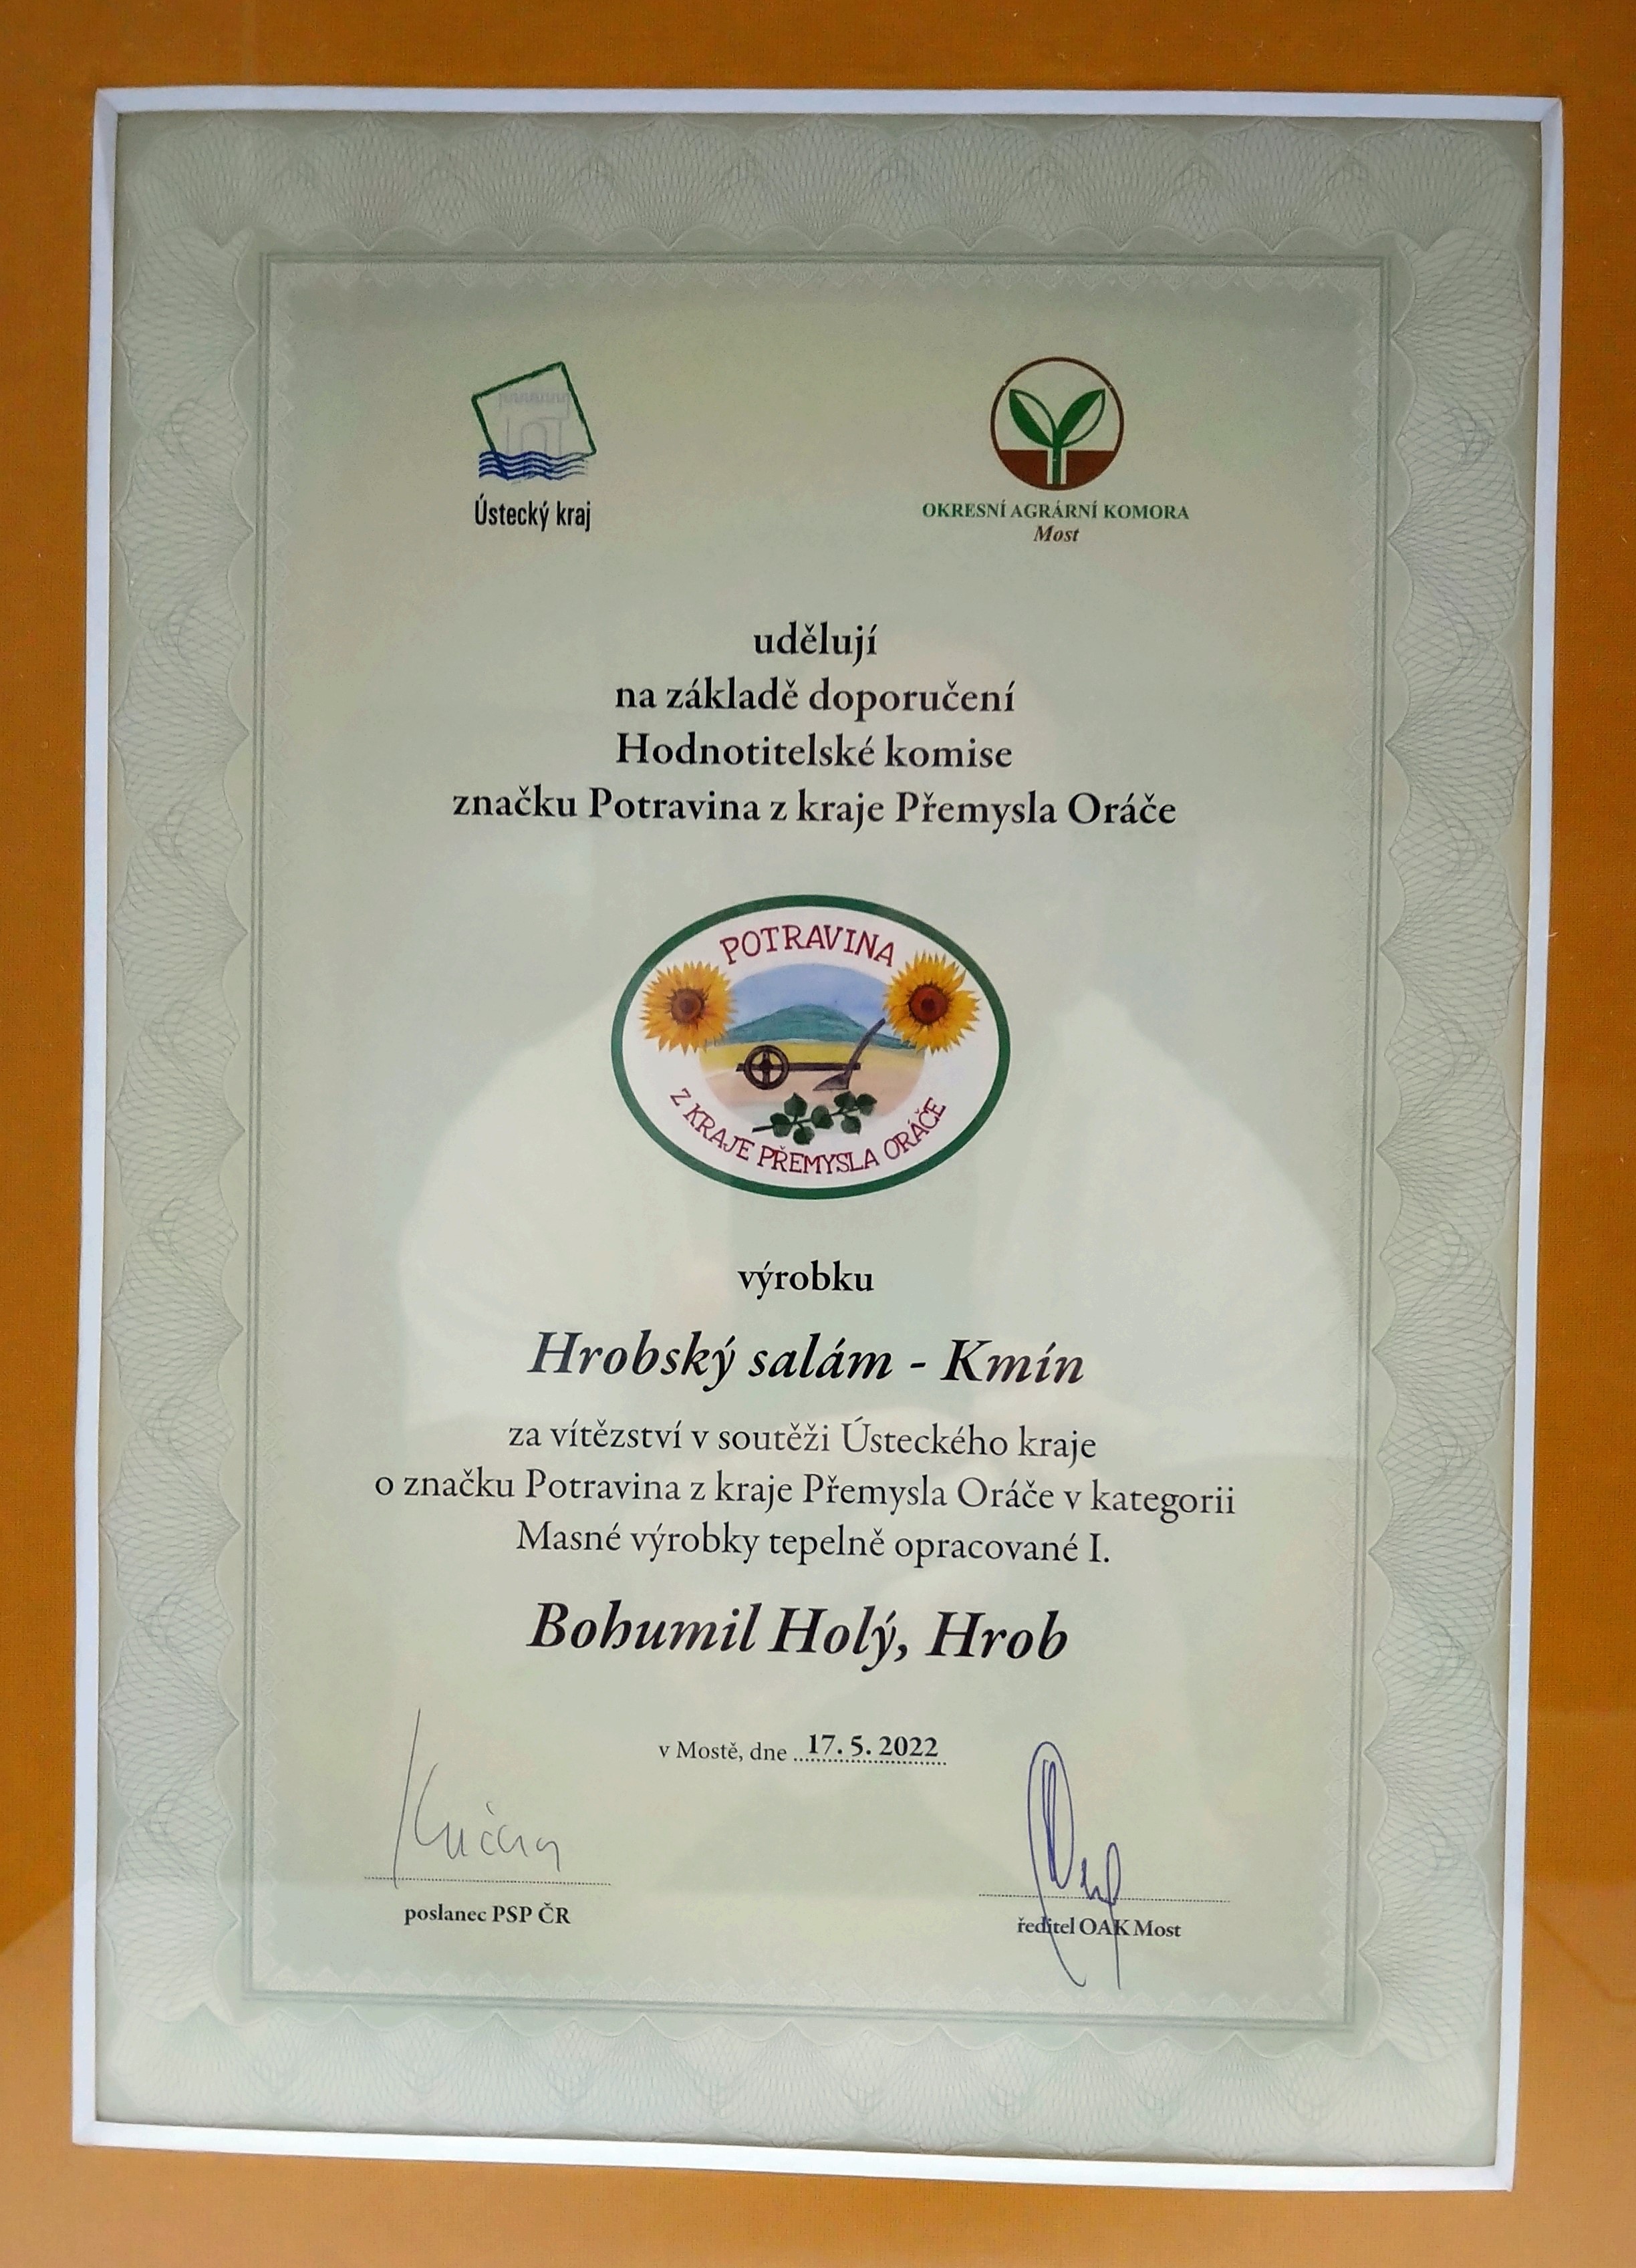 Ústecký kraj
OKRESNÍ AGRÁRNÍ KOMORA
Most
udělují
na základě doporučení
Hodnotitelské komise
značku Potravina z kraje Přemysla Oráče
POTRAVINA
Z KRAJE PŘEMYSLA ORÁČE
výrobku
Hrobský salám - Kmín
za vítězství v soutěži Ústeckého kraje
o značku Potravina z kraje Přemysla Oráče v kategorii
Masné výrobky tepelně opracované I.
Bohumil Holý, Hrob
v Mostě, dne 17. 5. 2022
poslanec PSP ČR
ředitel OAK Most